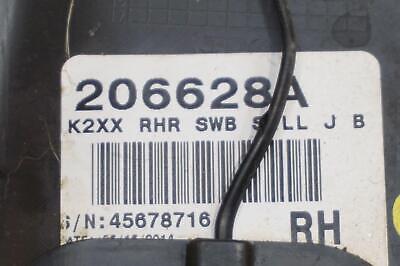 206628A
K2XX RHR SWB LL J B
S/N: 45678716
RH